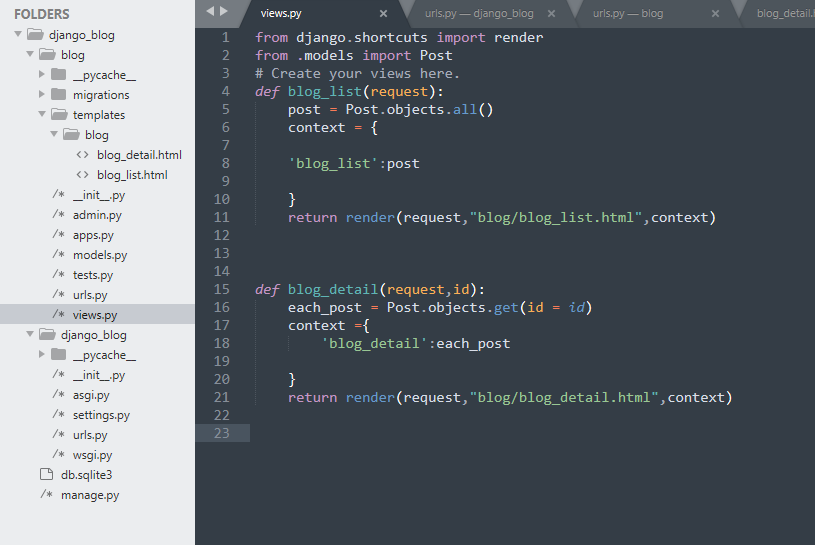 FOLDERS
django_blog
blog
__pycache__
migrations
templates
blog
<> blog_detail.html
<> blog_list.html
/* __init__.py
/* admin.py
/* apps.py
/* models.py
/* tests.py
/* urls.py
/* views.py
django_blog
__pycache__
/* __init__.py
/* asgi.py
/* settings.py
/* urls.py
/* wsgi.py
db.sqlite3
/* manage.py
views.py × urls.py — django_blog × urls.py — blog × blog_detail.
1 from django.shortcuts import render
2 from .models import Post
3 # Create your views here.
4 def blog_list(request):
5     post = Post.objects.all()
6     context = {
7
8     'blog_list':post
9
10     }
11     return render(request,"blog/blog_list.html",context)
12
13
14
15 def blog_detail(request,id):
16     each_post = Post.objects.get(id = id)
17     context ={
18         'blog_detail':each_post
19
20     }
21     return render(request,"blog/blog_detail.html",context)
22
23